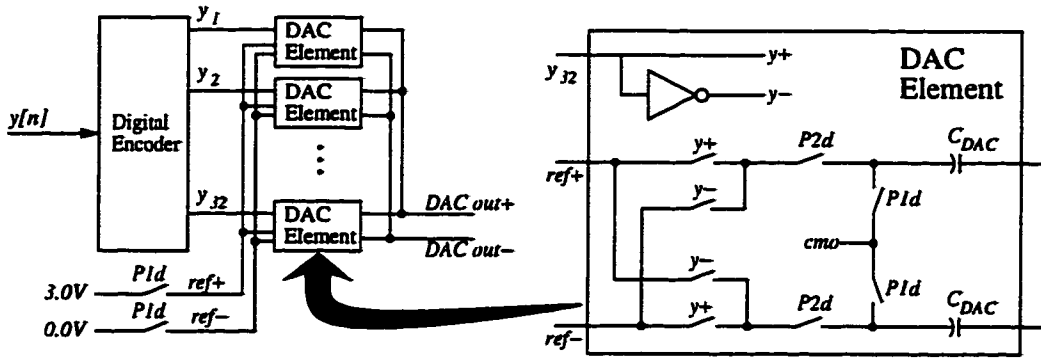 y1
DAC
Element
y2
DAC
Element
y[n]
Digital
Encoder
y32
DAC
Element
DAC out+
DAC out-
3.0V
P1d
ref+
0.0V
P1d
ref-
y32
y+
y-
DAC
Element
ref+
y+
P2d
CDAC
y-
P1d
cmo
y-
P1d
ref-
y+
P2d
CDAC